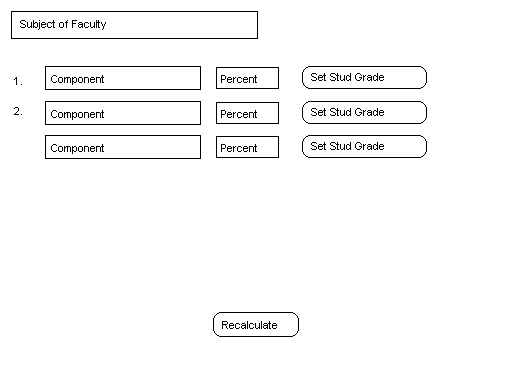 Subject of Faculty
1. Component Percent Set Stud Grade
2. Component Percent Set Stud Grade
Component Percent Set Stud Grade
Recalculate